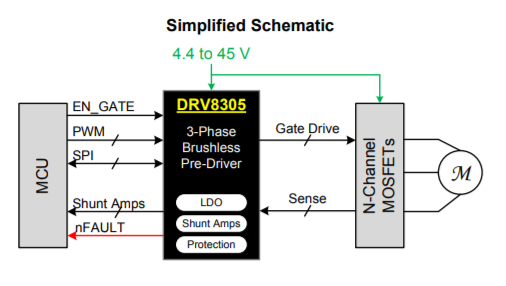 Simplified Schematic
4.4 to 45 V
MCU
EN_GATE
PWM
SPI
Shunt Amps
nFAULT
DRV8305
3-Phase
Brushless
Pre-Driver
LDO
Shunt Amps
Protection
Gate Drive
Sense
N-Channel
MOSFETs
M